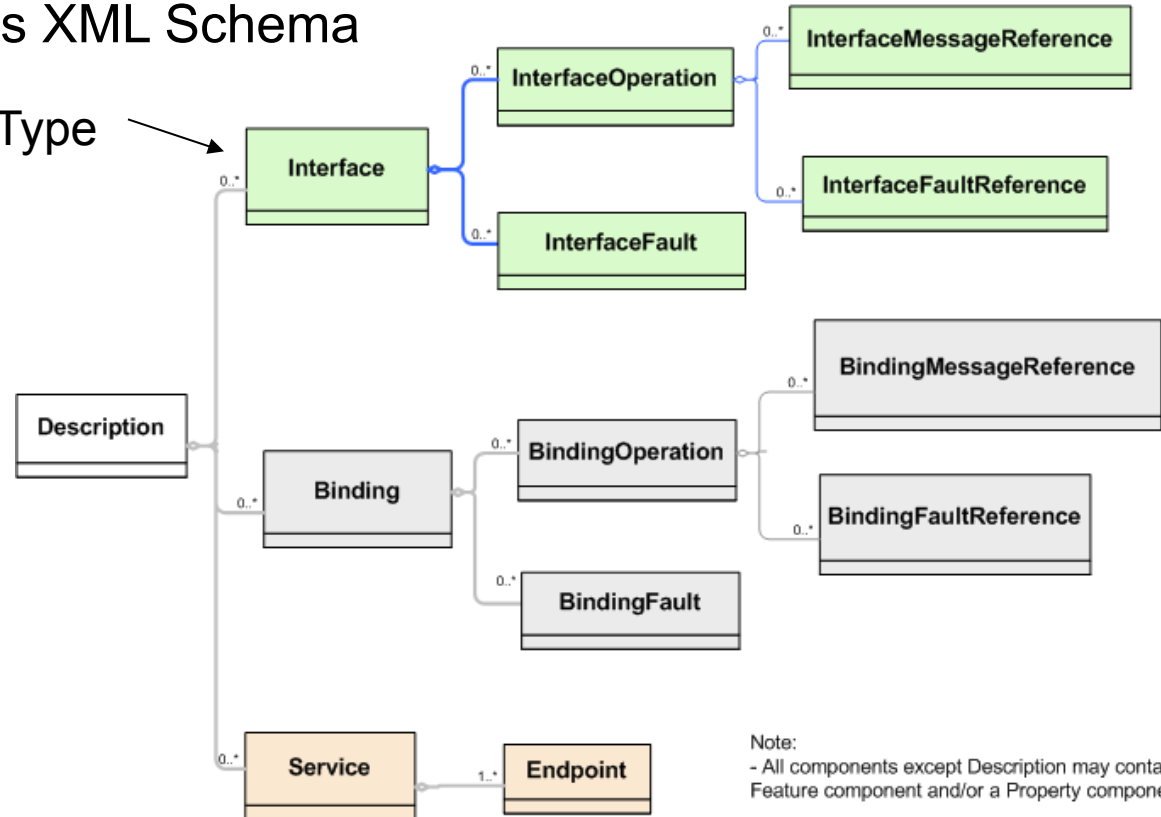 s XML Schema
Type
0..*
InterfaceMessageReference
0..*
InterfaceOperation
Interface
0..*
0..*
InterfaceFaultReference
0..*
InterfaceFault
0..*
BindingMessageReference
0..*
Description
0..*
BindingOperation
Binding
0..*
0..*
BindingFaultReference
0..*
BindingFault
0..*
Service
1..*
Endpoint
Note:
- All components except Description may
Feature component and/or a Property